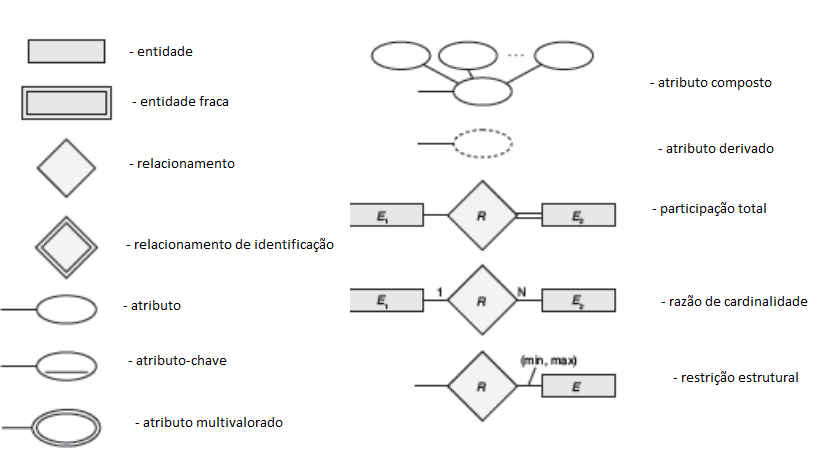 - entidade
- entidade fraca
- relacionamento
- relacionamento de identificação
- atributo
- atributo-chave
- atributo multivalorado
- atributo composto
- atributo derivado
E₁ R E₂
- participação total
E₁ 1 R N E₂
- razão de cardinalidade
(min, max)
R E
- restrição estrutural